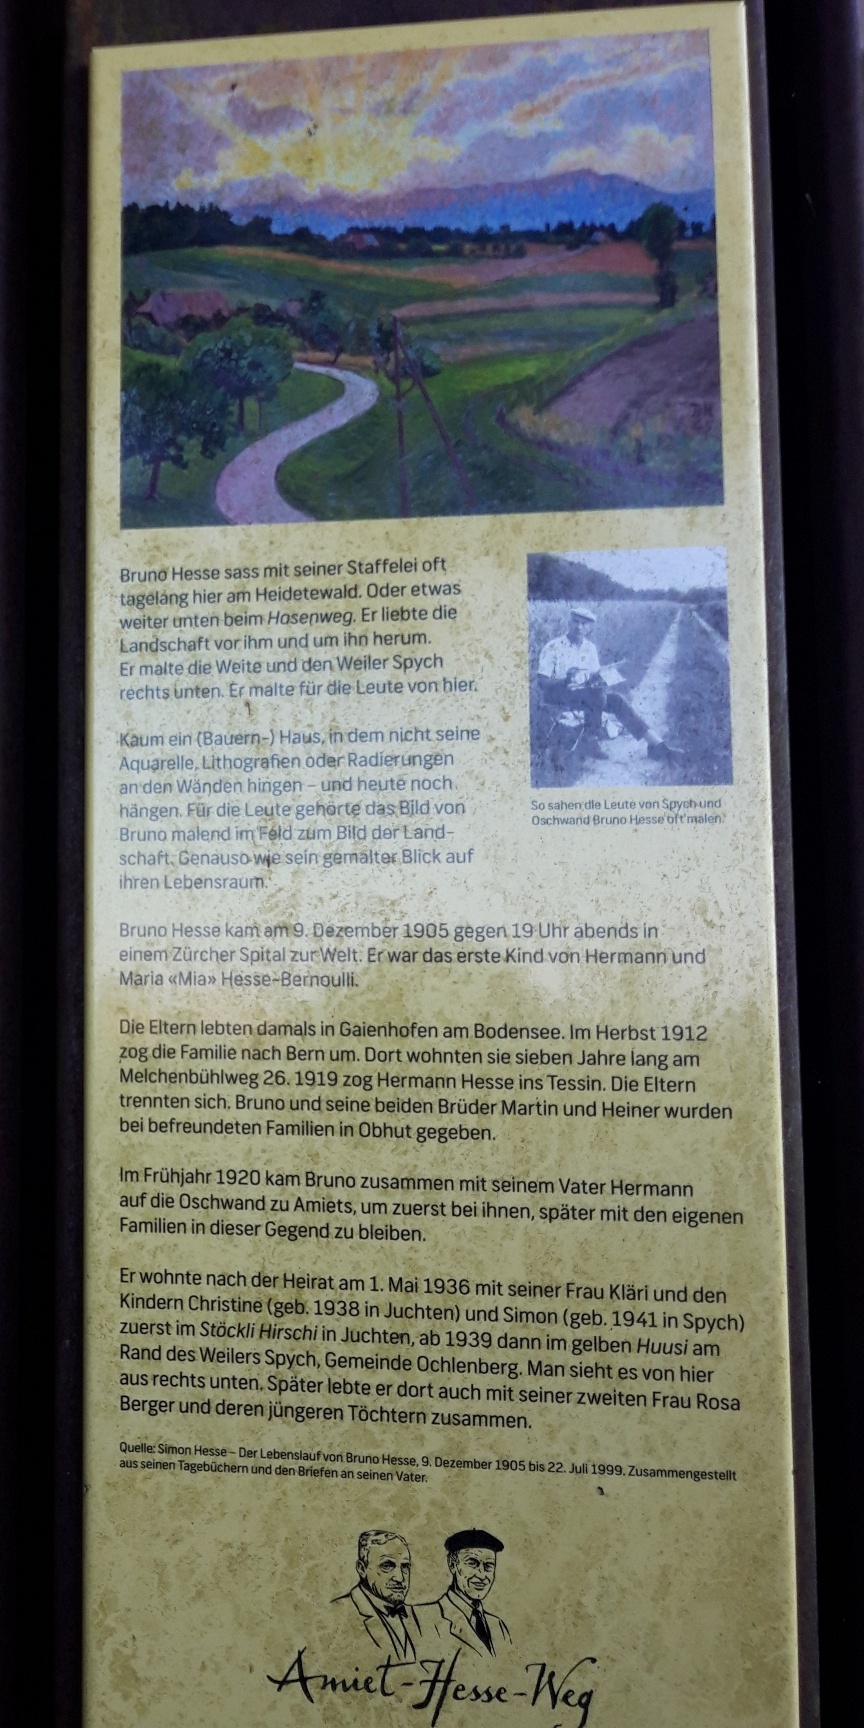 Bruno Hesse sass mit seiner Staffelei oft
tagelang hier am Heidetewald. Oder etwas
weiter unten beim Hasenweg. Er liebte die
Landschaft vor ihm und um ihn herum.
Er malte die Weite und den Weiler Spych
rechts unten. Er malte für die Leute von hier.
Kaum ein (Bauern-) Haus, in dem nicht seine
Aquarelle, Lithografien oder Radierungen
an den Wänden hingen – und heute noch
hängen. Für die Leute gehörte das Bild von
Bruno malend im Feld zum Bild der Land-
schaft. Genauso wie sein gemalter Blick auf
ihren Lebensraum.
So sahen die Leute von Spych und
Oschwand Bruno Hesse oft malen.
Bruno Hesse kam am 9. Dezember 1905 gegen 19 Uhr abends in
einem Zürcher Spital zur Welt. Er war das erste Kind von Hermann und
Maria «Mia» Hesse-Bernoulli.
Die Eltern lebten damals in Gaienhofen am Bodensee. Im Herbst 1912
zog die Familie nach Bern um. Dort wohnten sie sieben Jahre lang am
Melchenbühlweg 26. 1919 zog Hermann Hesse ins Tessin. Die Eltern
trennten sich. Bruno und seine beiden Brüder Martin und Heiner wurden
bei befreundeten Familien in Obhut gegeben.
Im Frühjahr 1920 kam Bruno zusammen mit seinem Vater Hermann
auf die Oschwand zu Amiets, um zuerst bei ihnen, später mit den eigenen
Familien in dieser Gegend zu bleiben.
Er wohnte nach der Heirat am 1. Mai 1936 mit seiner Frau Kläri und den
Kindern Christine (geb. 1938 in Juchten) und Simon (geb. 1941 in Spych)
zuerst im Stöckli Hirschi in Juchten, ab 1939 dann im gelben Huusi am
Rand des Weilers Spych, Gemeinde Ochlenberg. Man sieht es von hier
aus rechts unten. Später lebte er dort auch mit seiner zweiten Frau Rosa
Berger und deren jüngeren Töchtern zusammen.
Quelle: Simon Hesse – Der Lebenslauf von Bruno Hesse, 9. Dezember 1905 bis 22. Juli 1999. Zusammengestellt
aus seinen Tagebüchern und den Briefen an seinen Vater.
Amiet-Hesse-Weg